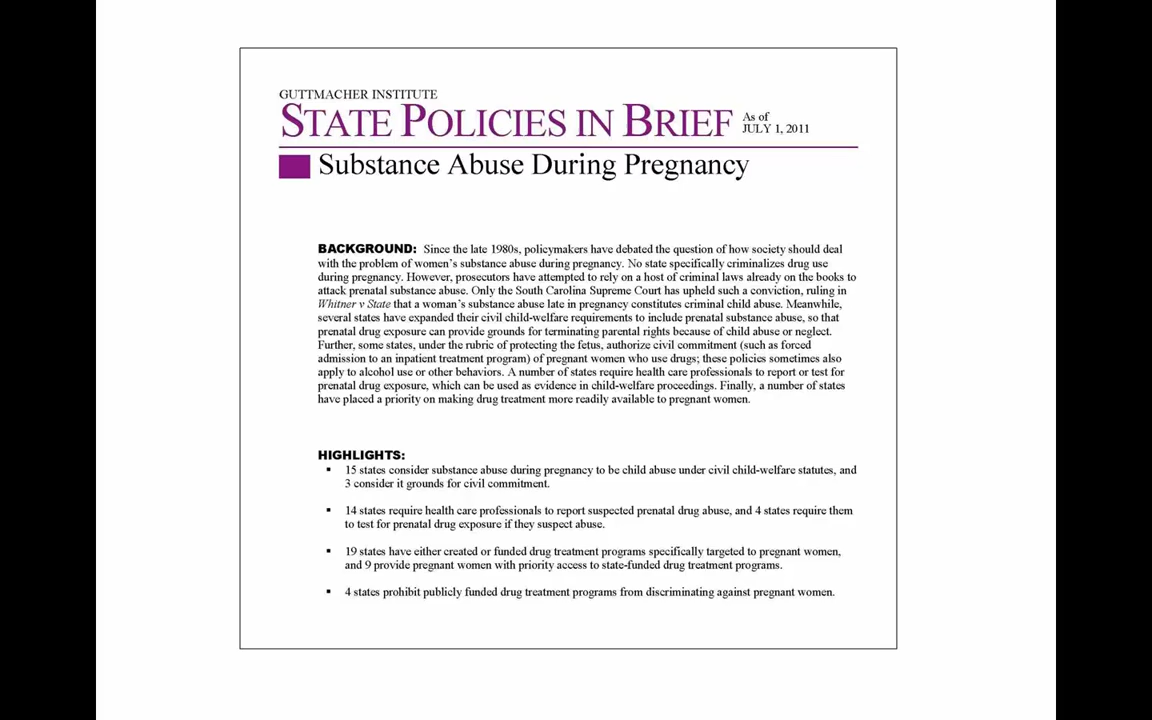 GUTTMACHER INSTITUTE
STATE POLICIES IN BRIEF
As of
JULY 1, 2011
Substance Abuse During Pregnancy
BACKGROUND: Since the late 1980s, policymakers have debated the question of how society should deal
with the problem of women's substance abuse during pregnancy. No state specifically criminalizes drug use
during pregnancy. However, prosecutors have attempted to rely on a host of criminal laws already on the books to
attack prenatal substance abuse. Only the South Carolina Supreme Court has upheld such a conviction, ruling in
Whitner v State that a woman's substance abuse late in pregnancy constitutes criminal child abuse. Meanwhile,
several states have expanded their civil child-welfare requirements to include prenatal substance abuse, so that
prenatal drug exposure can provide grounds for terminating parental rights because of child abuse or neglect.
Further, some states, under the rubric of protecting the fetus, authorize civil commitment (such as forced
admission to an inpatient treatment program) of pregnant women who use drugs; these policies sometimes also
apply to alcohol use or other behaviors. A number of states require health care professionals to report or test for
prenatal drug exposure, which can be used as evidence in child-welfare proceedings. Finally, a number of states
have placed a priority on making drug treatment more readily available to pregnant women.
HIGHLIGHTS:
▪ 15 states consider substance abuse during pregnancy to be child abuse under civil child-welfare statutes, and
3 consider it grounds for civil commitment.
▪ 14 states require health care professionals to report suspected prenatal drug abuse, and 4 states require them
to test for prenatal drug exposure if they suspect abuse.
▪ 19 states have either created or funded drug treatment programs specifically targeted to pregnant women,
and 9 provide pregnant women with priority access to state-funded drug treatment programs.
▪ 4 states prohibit publicly funded drug treatment programs from discriminating against pregnant women.